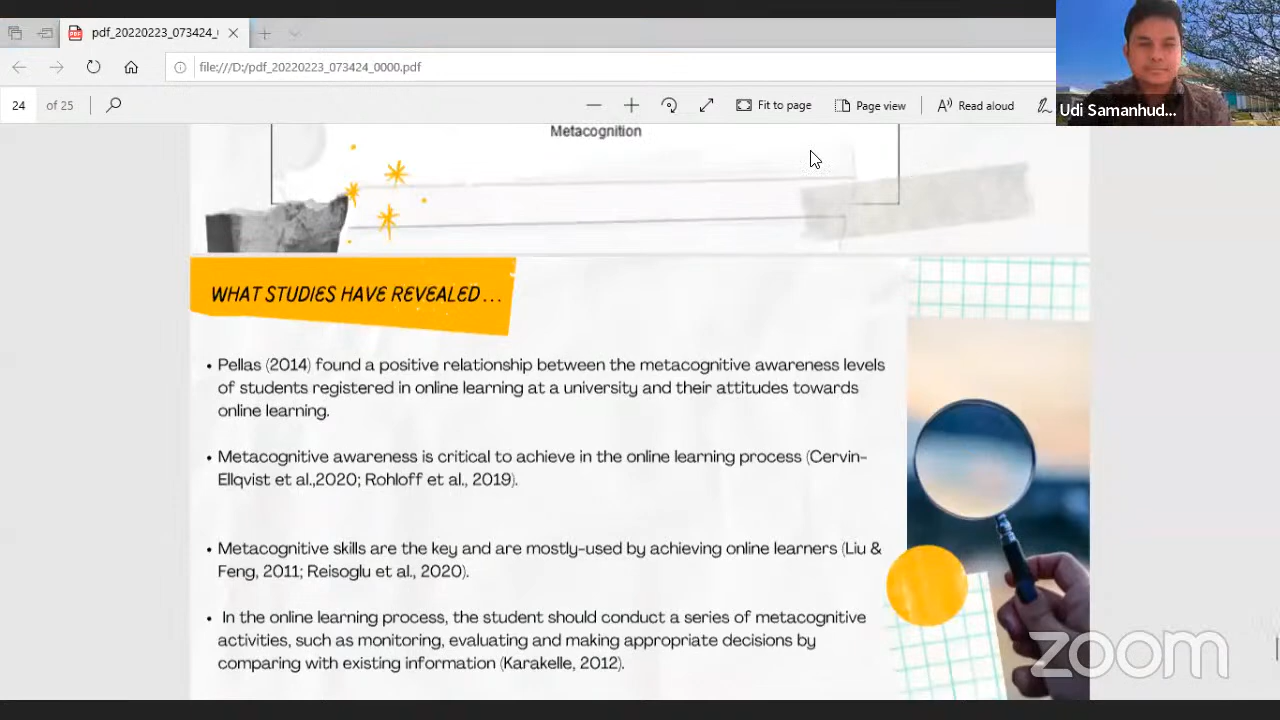 pdf_20220223_073424_
file:///D:/pdf_20220223_073424_0000.pdf
24 of 25
Fit to page
Page view
Read aloud
Udi Samanhud...
Metacognition
WHAT STUDIES HAVE REVEALED...
• Pellas (2014) found a positive relationship between the metacognitive awareness levels
of students registered in online learning at a university and their attitudes towards
online learning.
• Metacognitive awareness is critical to achieve in the online learning process (Cervin-
Ellqvist et al.,2020; Rohloff et al., 2019).
• Metacognitive skills are the key and are mostly-used by achieving online learners (Liu &
Feng, 2011; Reisoglu et al., 2020).
• In the online learning process, the student should conduct a series of metacognitive
activities, such as monitoring, evaluating and making appropriate decisions by
comparing with existing information (Karakelle, 2012).
zoom